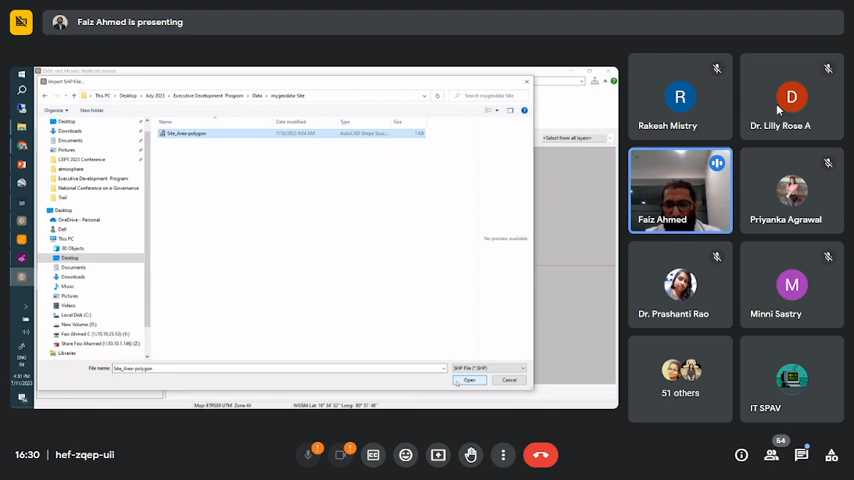 Faiz Ahmed is presenting
Import SHP File...
This PC > Desktop > July 2023 > Executive Development Program > Data > mygeodata-Site
Search mygeodata-Site
Organize
New folder
Name
Date modified
Type
Size
Desktop
Downloads
Documents
Pictures
CEPT 2023 Conference
atmosphere
Executive Development Program
National Conference on e-Governance
Trail
Desktop
OneDrive - Personal
Dell
This PC
3D Objects
Desktop
Documents
Downloads
Music
Pictures
Videos
Local Disk (C:)
New Volume (D:)
Libraries
Site_Area-polygon
7/10/2023 9:04 AM
AutoCAD Shape Sour...
1 KB
No preview available.
<Select from all layers>
File name:
Site_Area-polygon
SHP File (*.SHP)
Open
Cancel
ENG
IN
4:30 PM
7/11/2023
Rakesh Mistry
R
Dr. Lilly Rose A
D
Faiz Ahmed
Priyanka Agrawal
Dr. Prashanti Rao
Minni Sastry
M
51 others
IT SPAV
16:30
hef-zqep-uii
54